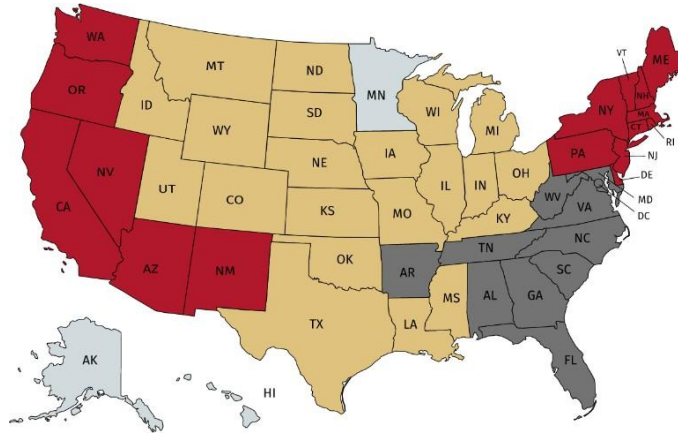 WA
MT
ND
MN
VT
ME
OR
ID
SD
WI
MI
NY
NH
MA
CT
RI
WY
NE
IA
PA
NJ
NV
UT
CO
IL
IN
OH
DE
CA
KS
MO
KY
WV
VA
MD
DC
AZ
NM
OK
AR
TN
NC
SC
TX
LA
MS
AL
GA
FL
AK
HI